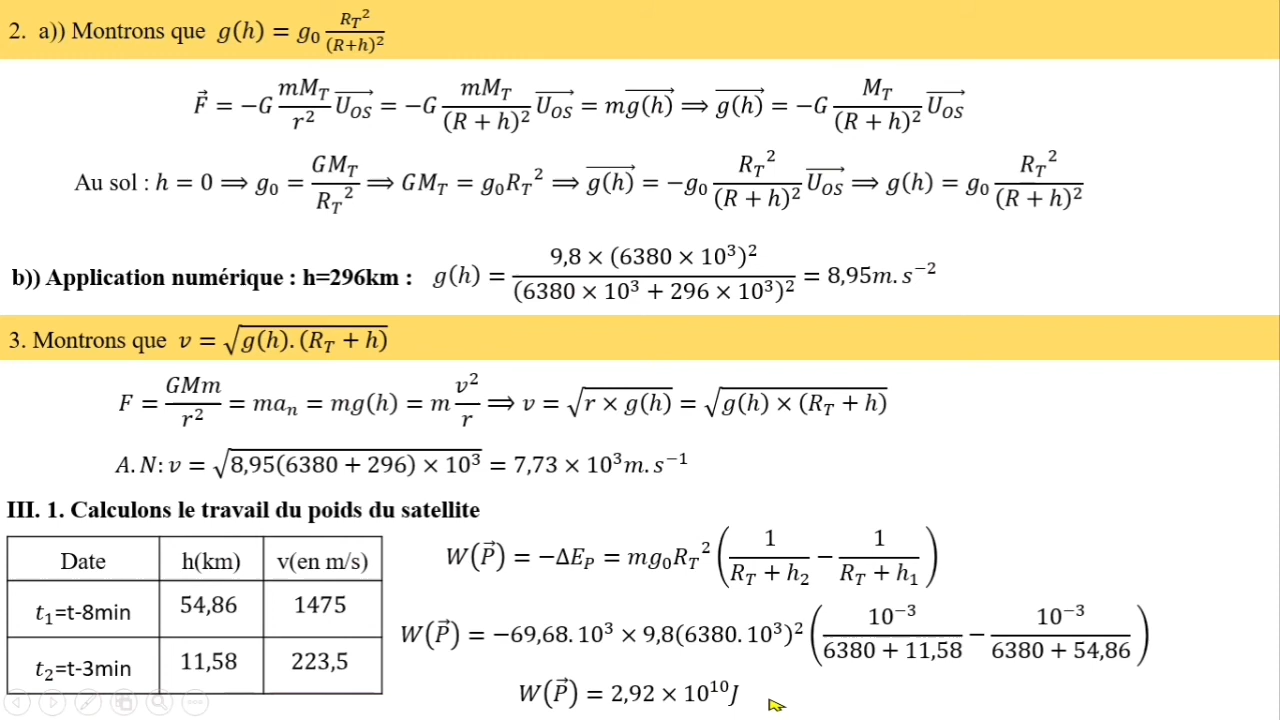 2. a)) Montrons que g(h) = g₀ R_T²/(R+h)²
F⃗ = −G mM_T/r² U_OS⃗ = −G mM_T/(R + h)² U_OS⃗ = mg(h)⃗ ⟹ g(h)⃗ = −G M_T/(R + h)² U_OS⃗
Au sol : h = 0 ⟹ g₀ = GM_T/R_T² ⟹ GM_T = g₀R_T² ⟹ g(h)⃗ = −g₀ R_T²/(R + h)² U_OS⃗ ⟹ g(h) = g₀ R_T²/(R + h)²
b)) Application numérique : h=296km : g(h) = 9,8 × (6380 × 10³)²/(6380 × 10³ + 296 × 10³)² = 8,95m.s⁻²
3. Montrons que v = √(g(h).(R_T + h))
F = GMm/r² = ma_n = mg(h) = m v²/r ⟹ v = √(r × g(h)) = √(g(h) × (R_T + h))
A.N: v = √(8,95(6380 + 296) × 10³) = 7,73 × 10³m.s⁻¹
III. 1. Calculons le travail du poids du satellite
Date h(km) v(en m/s)
t₁=t-8min 54,86 1475
t₂=t-3min 11,58 223,5
W(P⃗) = −ΔE_P = mg₀R_T² (1/(R_T + h₂) − 1/(R_T + h₁))
W(P⃗) = −69,68.10³ × 9,8(6380.10³)² (10⁻³/(6380 + 11,58) − 10⁻³/(6380 + 54,86))
W(P⃗) = 2,92 × 10¹⁰J